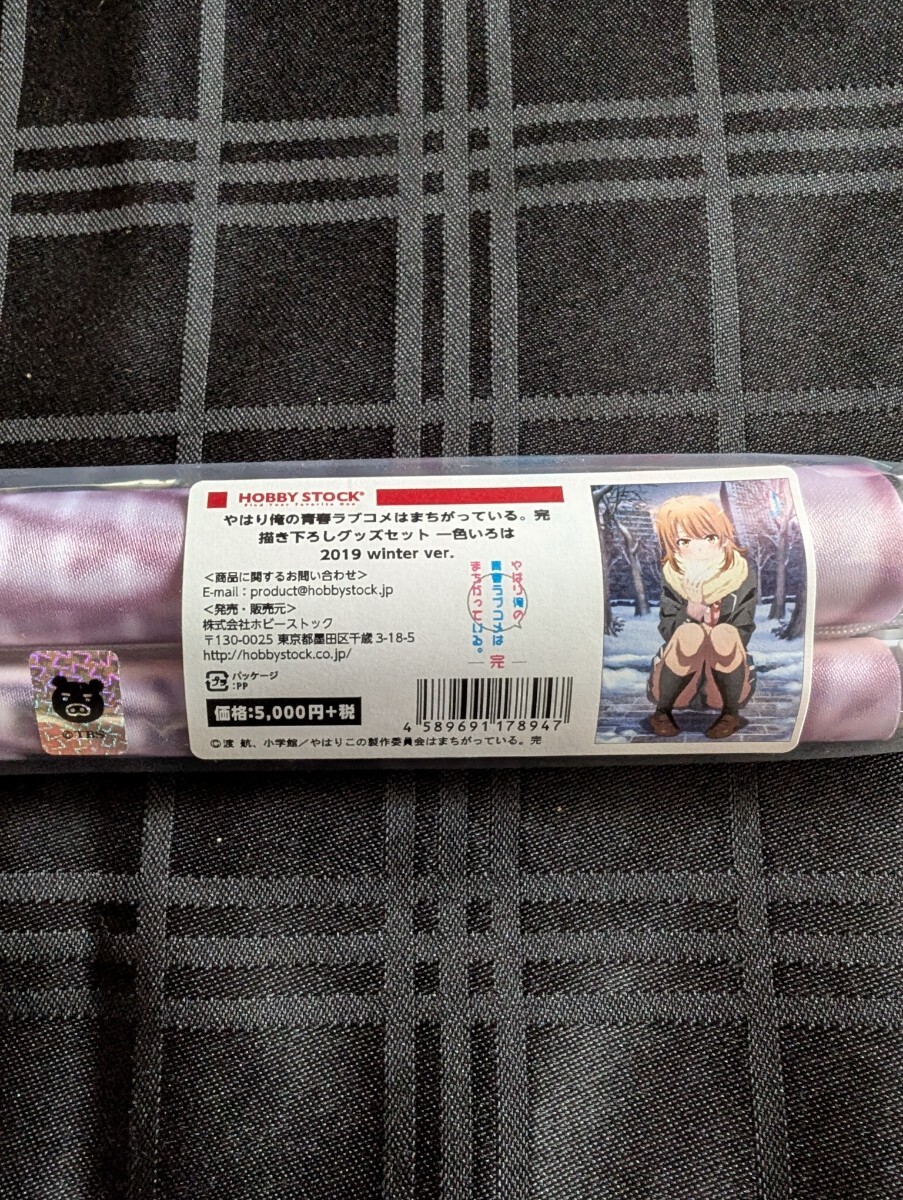 HOBBY STOCK®
Find Your Favorite One
やはり俺の青春ラブコメはまちがっている。完
描き下ろしグッズセット 一色いろは
2019 winter ver.
<商品に関するお問い合わせ>
E-mail : product@hobbystock.jp
<発売・販売元>
株式会社ホビーストック
〒130-0025 東京都墨田区千歳 3-18-5
http://hobbystock.co.jp/
プラ
パッケージ
:PP
価格:5,000円+税
やはり俺の
青春ラブコメは
まちがっている。
完
4 589691 178947
©渡 航、小学館／やはりこの製作委員会はまちがっている。完
©TBS